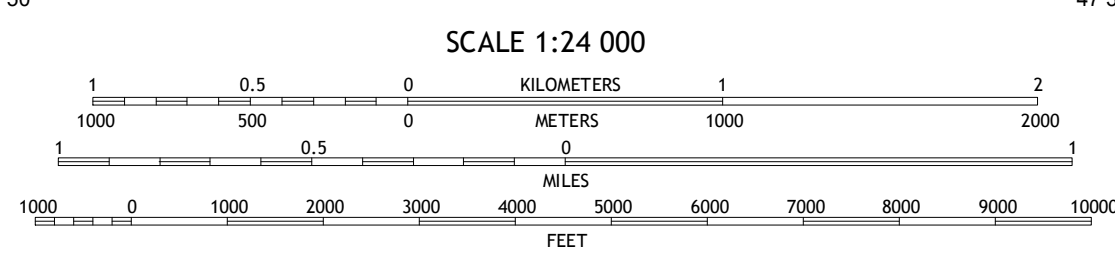 SCALE 1:24 000
1 0.5 0 KILOMETERS 1 2
1000 500 0 METERS 1000 2000
1 0.5 0 1
MILES
1000 0 1000 2000 3000 4000 5000 6000 7000 8000 9000 10000
FEET